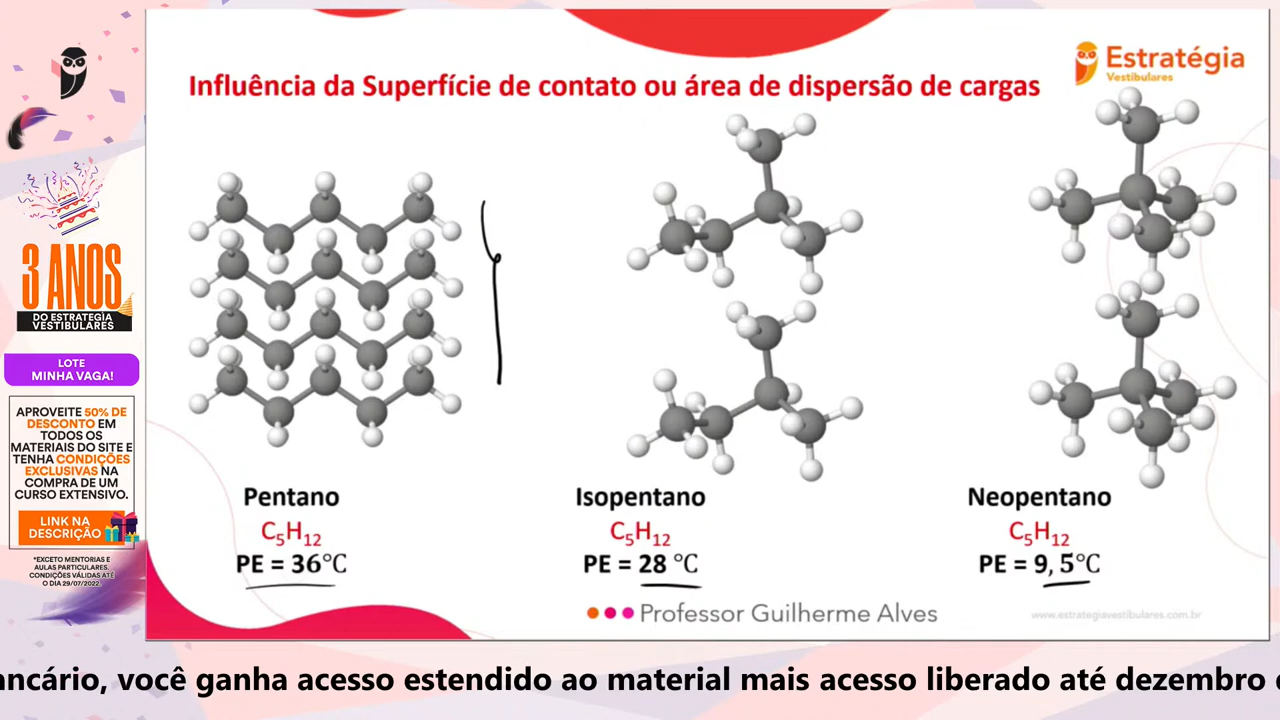 Estratégia
Vestibulares
Influência da Superfície de contato ou área de dispersão de cargas
3 ANOS
DO ESTRATEGIA
VESTIBULARES
LOTE
MINHA VAGA!
APROVEITE 50% DE
DESCONTO EM
TODOS OS
MATERIAIS DO SITE E
TENHA CONDIÇÕES
EXCLUSIVAS NA
COMPRA DE UM
CURSO EXTENSIVO.
LINK NA
DESCRIÇÃO
*EXCETO MENTORIAS E
AULAS PARTICULARES.
CONDIÇÕES VÁLIDAS ATÉ
O DIA 29/07/2022.
Pentano
C₅H₁₂
PE = 36°C
Isopentano
C₅H₁₂
PE = 28 °C
Neopentano
C₅H₁₂
PE = 9, 5°C
Professor Guilherme Alves
www.estrategiavestibulares.com.br
ancário, você ganha acesso estendido ao material mais acesso liberado até dezembro